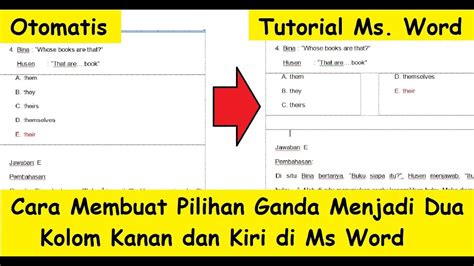 Otomatis
Tutorial Ms. Word
4. Bina : "Whose books are that?"
Husen : "That are....book"
A. them
B. they
C. theirs
D. themselves
E. their
Jawaban E
Pembahasan:
4. Bina : "Whose books are that?"
Husen : "That are....book"
A. them
B. they
C. theirs
D. themselves
E. their
Jawaban: E
Pembahasan:
Di situ Bina bertanya, "Buku siapa itu?" Husen menjawab, "
Cara Membuat Pilihan Ganda Menjadi Dua
Kolom Kanan dan Kiri di Ms Word